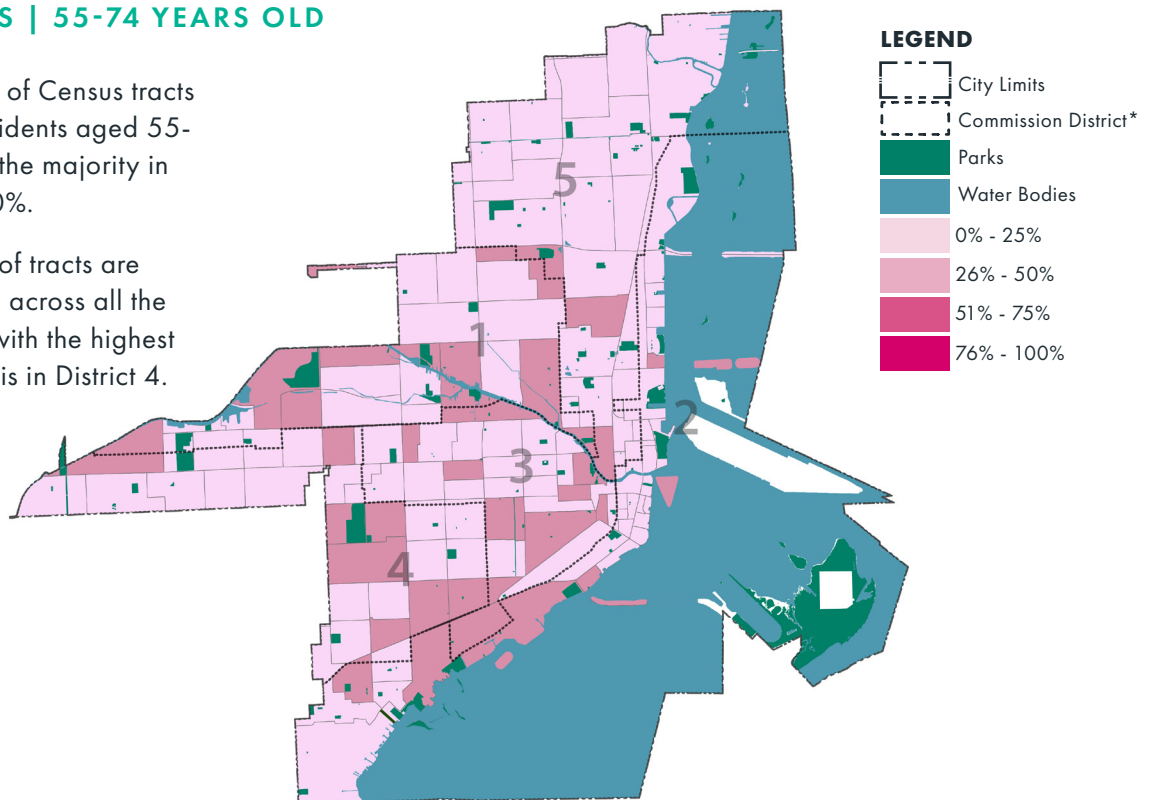 S | 55-74 YEARS OLD
of Census tracts
idents aged 55-
the majority in
0%.
of tracts are
across all the
with the highest
is in District 4.
5
1
2
3
4
LEGEND
City Limits
Commission District*
Parks
Water Bodies
0% - 25%
26% - 50%
51% - 75%
76% - 100%